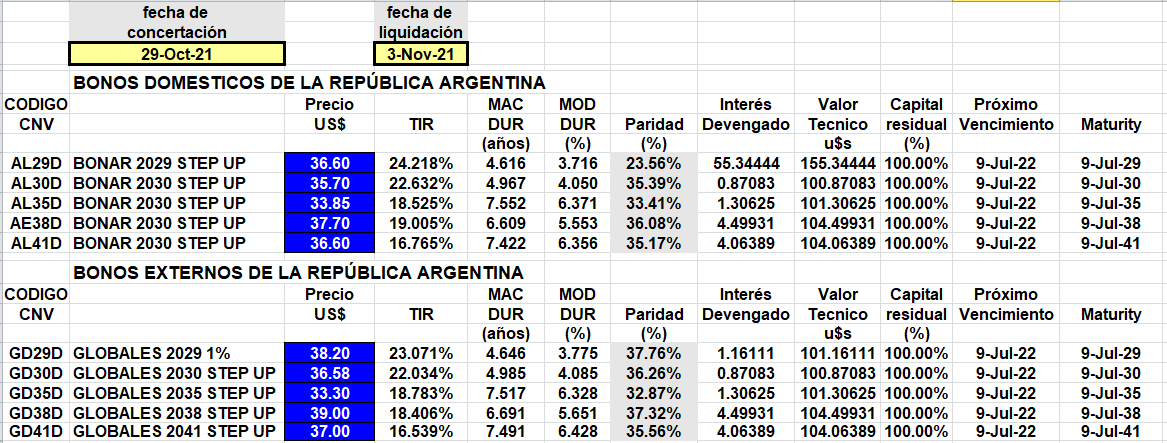 fecha de fecha de
concertación liquidación
29-Oct-21 3-Nov-21
BONOS DOMESTICOS DE LA REPÚBLICA ARGENTINA
CODIGO Precio MAC MOD Interés Valor Capital Próximo
CNV US$ TIR DUR DUR Paridad Devengado Tecnico residual Vencimiento Maturity
(años) (%) (%) u$s (%)
AL29D BONAR 2029 STEP UP 36.60 24.218% 4.616 3.716 23.56% 55.34444 155.34444 100.00% 9-Jul-22 9-Jul-29
AL30D BONAR 2030 STEP UP 35.70 22.632% 4.967 4.050 35.39% 0.87083 100.87083 100.00% 9-Jul-22 9-Jul-30
AL35D BONAR 2030 STEP UP 33.85 18.525% 7.552 6.371 33.41% 1.30625 101.30625 100.00% 9-Jul-22 9-Jul-35
AE38D BONAR 2030 STEP UP 37.70 19.005% 6.609 5.553 36.08% 4.49931 104.49931 100.00% 9-Jul-22 9-Jul-38
AL41D BONAR 2030 STEP UP 36.60 16.765% 7.422 6.356 35.17% 4.06389 104.06389 100.00% 9-Jul-22 9-Jul-41
BONOS EXTERNOS DE LA REPÚBLICA ARGENTINA
CODIGO Precio MAC MOD Interés Valor Capital Próximo
CNV US$ TIR DUR DUR Paridad Devengado Tecnico residual Vencimiento Maturity
(años) (%) (%) u$s (%)
GD29D GLOBALES 2029 1% 38.20 23.071% 4.646 3.775 37.76% 1.16111 101.16111 100.00% 9-Jul-22 9-Jul-29
GD30D GLOBALES 2030 STEP UP 36.58 22.034% 4.985 4.085 36.26% 0.87083 100.87083 100.00% 9-Jul-22 9-Jul-30
GD35D GLOBALES 2035 STEP UP 33.30 18.783% 7.517 6.328 32.87% 1.30625 101.30625 100.00% 9-Jul-22 9-Jul-35
GD38D GLOBALES 2038 STEP UP 39.00 18.406% 6.691 5.651 37.32% 4.49931 104.49931 100.00% 9-Jul-22 9-Jul-38
GD41D GLOBALES 2041 STEP UP 37.00 16.539% 7.491 6.428 35.56% 4.06389 104.06389 100.00% 9-Jul-22 9-Jul-41